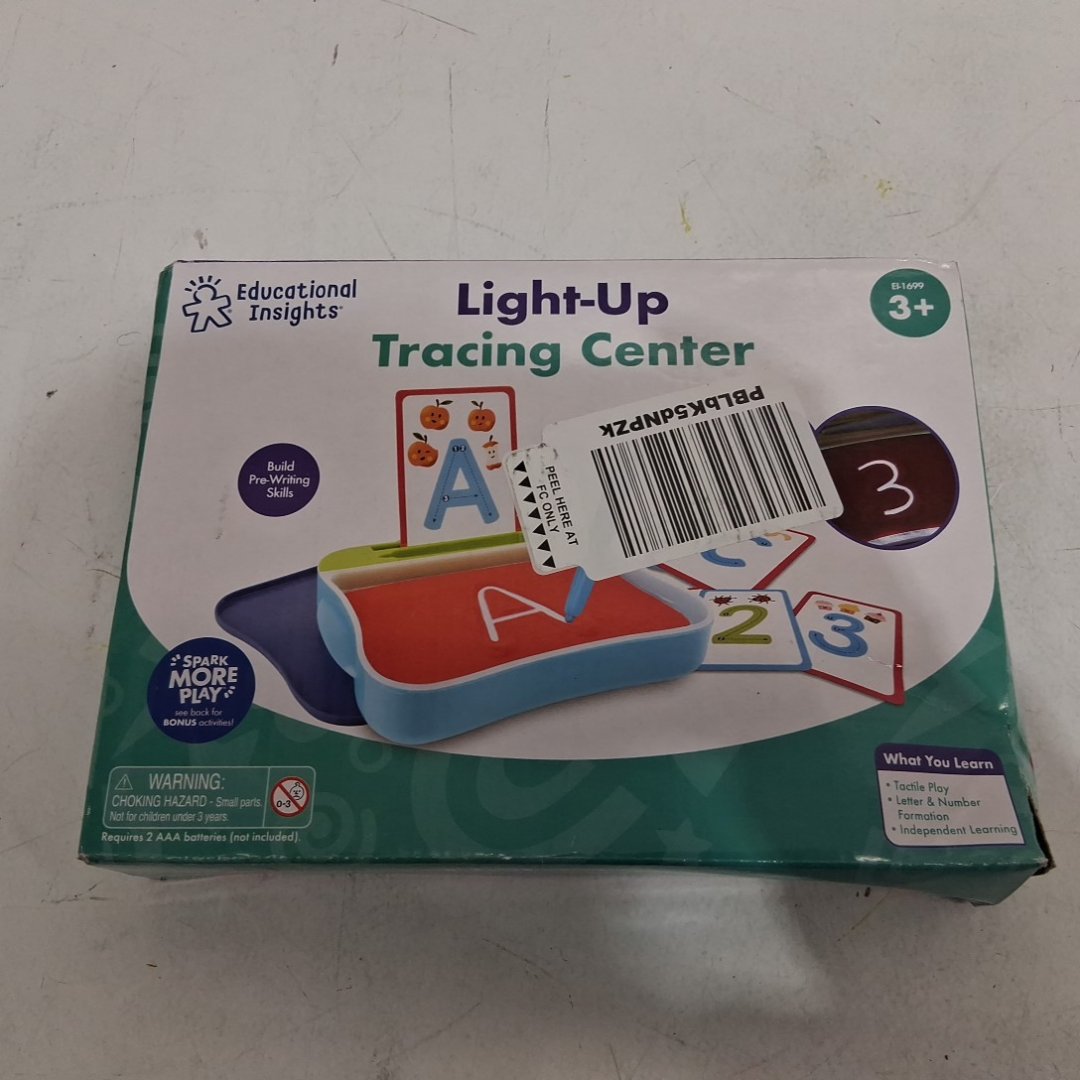 Educational
Insights
Light-Up
Tracing Center
EI-1699
3+
Build
Pre-Writing
Skills
A
PBLbK5dNPZK
PEEL HERE AT
FC ONLY
3
A
2
3
SPARK
MORE
PLAY
see back for
BONUS activities!
WARNING:
CHOKING HAZARD - Small parts.
Not for children under 3 years.
0-3
Requires 2 AAA batteries (not included).
What You Learn
• Tactile Play
• Letter & Number
Formation
• Independent Learning